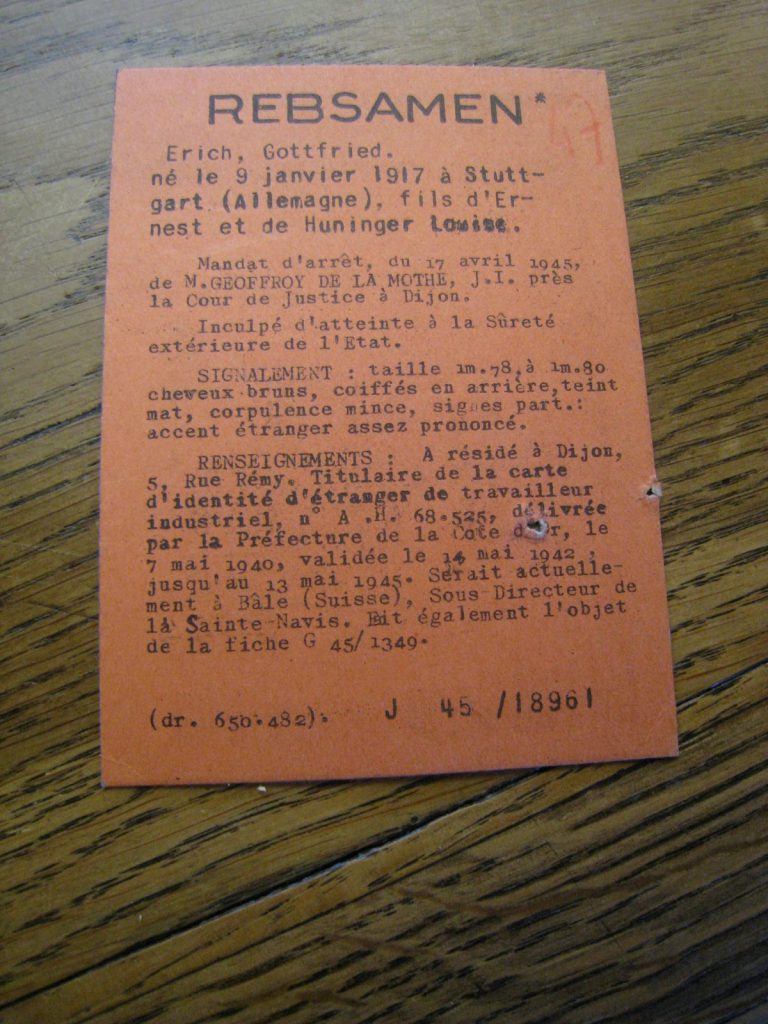 REBSAMEN*
47
Erich, Gottfried.
né le 9 janvier 1917 à Stutt-
gart (Allemagne), fils d'Er-
nest et de Huninger Louise.
Mandat d'arrêt, du 17 avril 1945,
de M.GEOFFROY DE LA MOTHE, J.I. près
la Cour de Justice à Dijon.
Inculpé d'atteinte à la Sûreté
extérieure de l'Etat.
SIGNALEMENT : taille 1m.78,à 1m.80
cheveux bruns, coiffés en arrière,teint
mat, corpulence mince, signes part.:
accent étranger assez prononcé.
RENSEIGNEMENTS : A résidé à Dijon,
5, Rue Rémy. Titulaire de la carte
d'identité d'étranger de travailleur
industriel, n° A .H. 68.525, délivrée
par la Préfecture de la Cote d'Or, le
7 mai 1940, validée le 14 mai 1942,
jusqu'au 13 mai 1945. Serait actuelle-
ment à Bâle (Suisse), Sous-Directeur de
la Sainte-Navis. Eit également l'objet
de la fiche G 45/1349.
(dr. 650.482). J 45 /18961